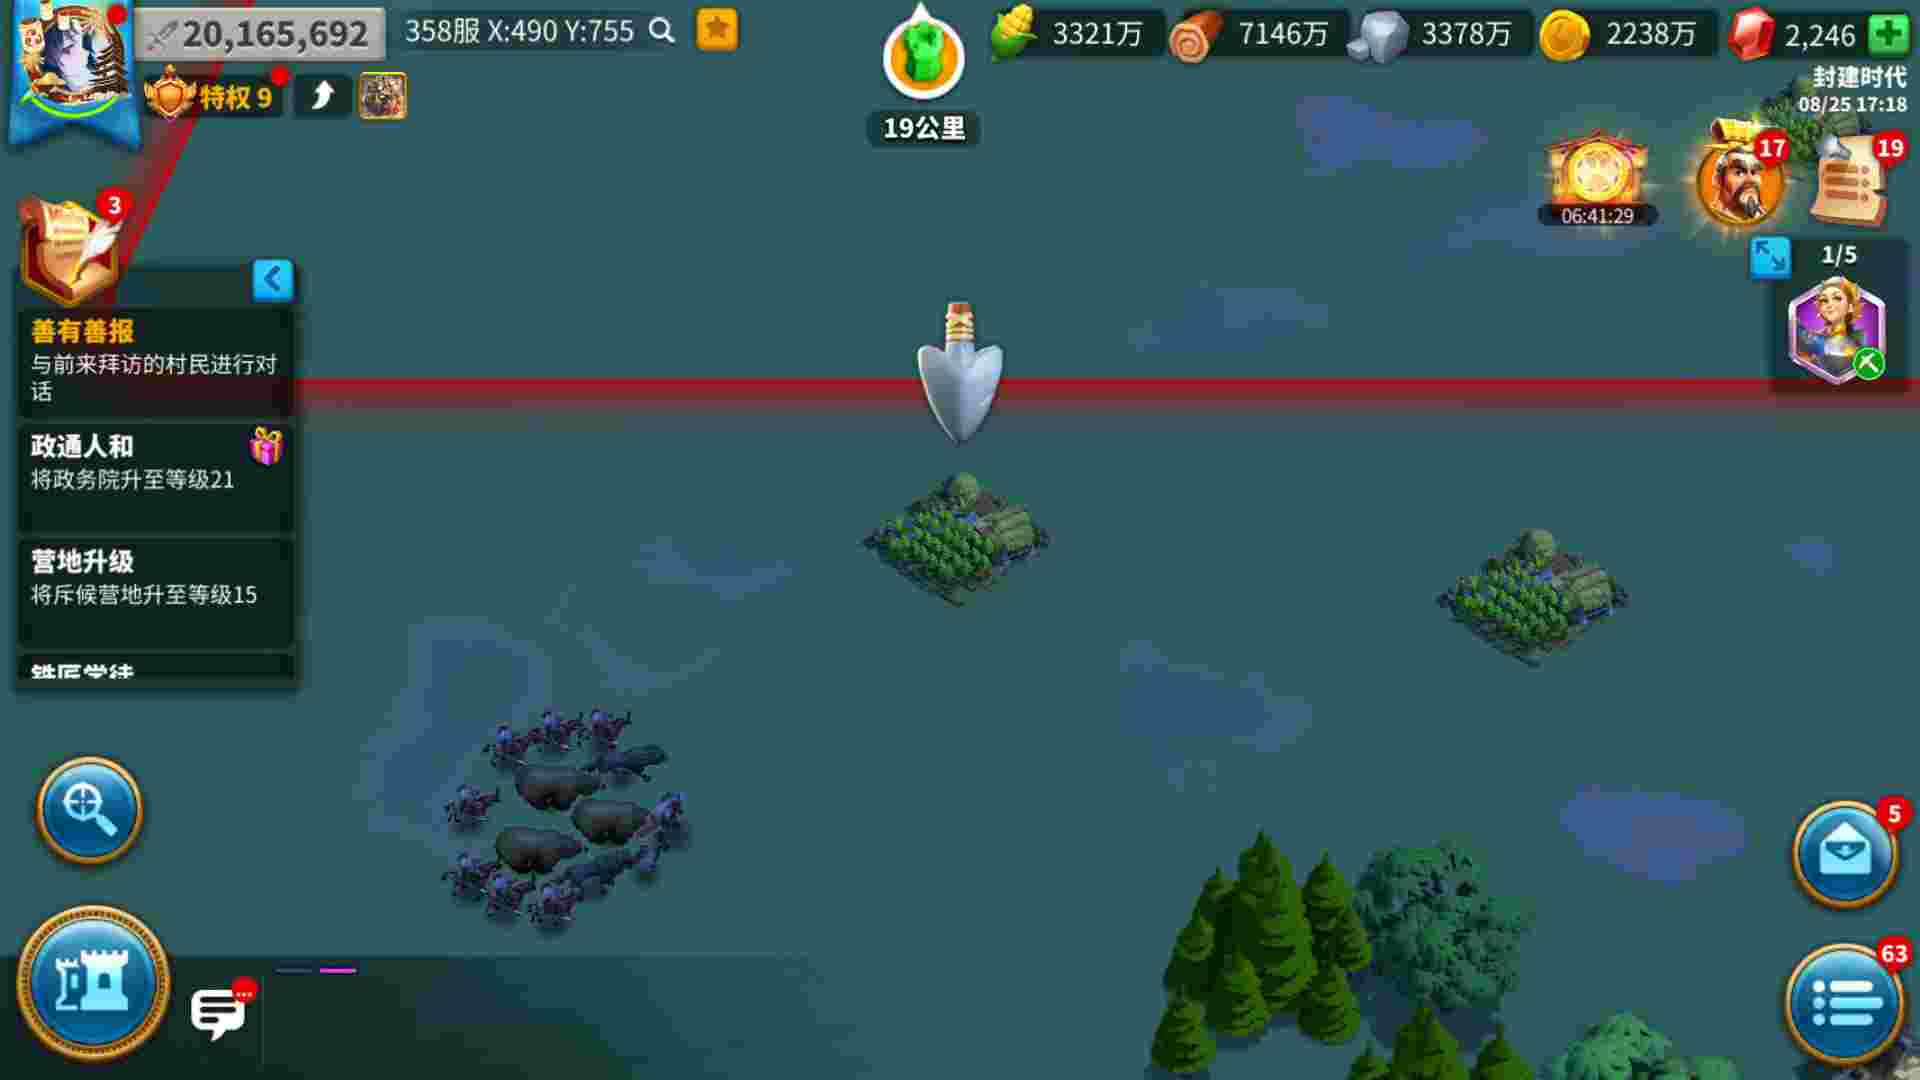 20,165,692
358服 X:490 Y:755
3321万
7146万
3378万
2238万
2,246
特权 9
19公里
封建时代
08/25 17:18
17
19
06:41:29
1/5
3
善有善报
与前来拜访的村民进行对
话
政通人和
将政务院升至等级21
营地升级
将斥候营地升至等级15
铁匠学徒
5
63